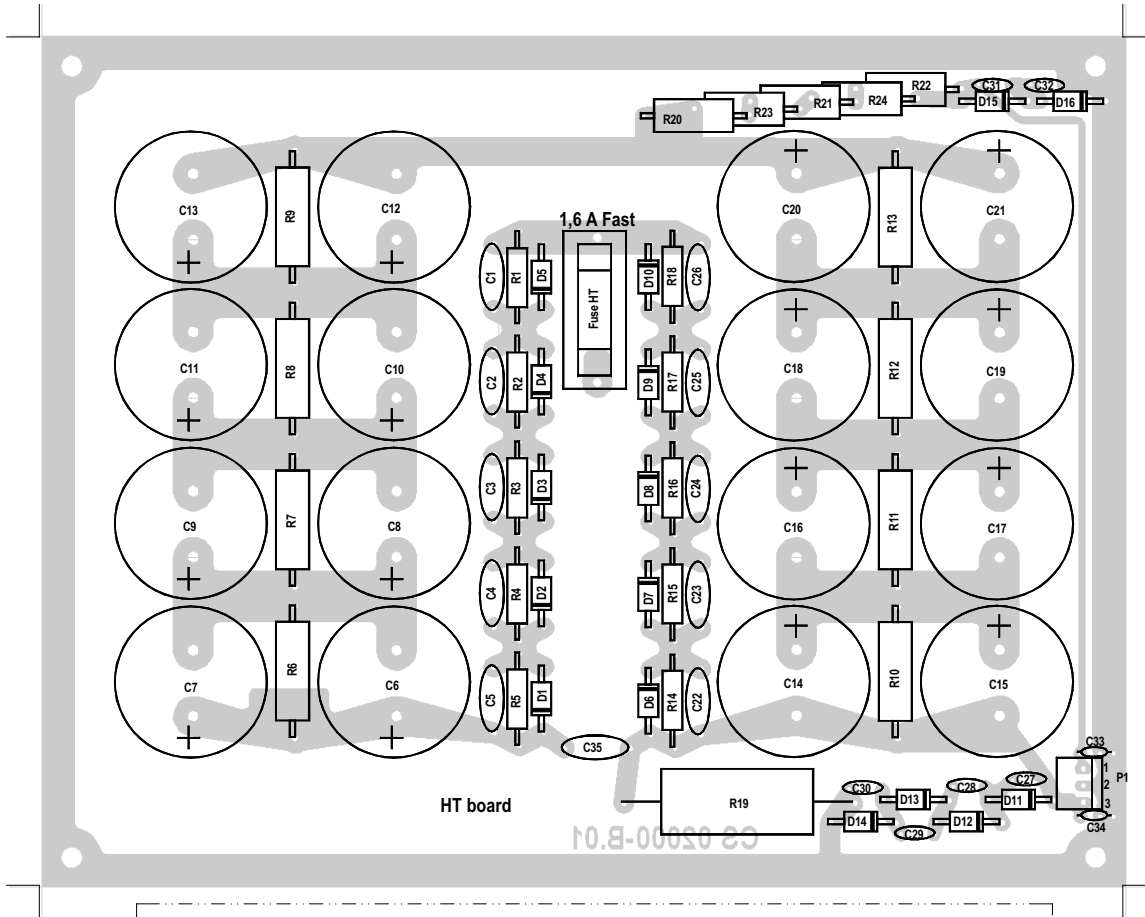 R22
C31
C32
R24
D15
D16
R21
R23
R20
C13
C12
C20
C21
R9
R13
1,6 A Fast
C1
R1
D5
Fuse HT
D10
R18
C26
C11
R8
C10
C2
R2
D4
D9
R17
C25
C18
R12
C19
C3
R3
D3
D8
R16
C24
C9
R7
C8
C16
R11
C17
C4
R4
D2
D7
R15
C23
C7
R6
C6
C5
R5
D1
D6
R14
C22
C14
R10
C15
C35
C33
1
P1
2
3
C34
HT board
R19
C30
D13
C28
C27
D11
D14
C29
D12
CS 02000-B.01